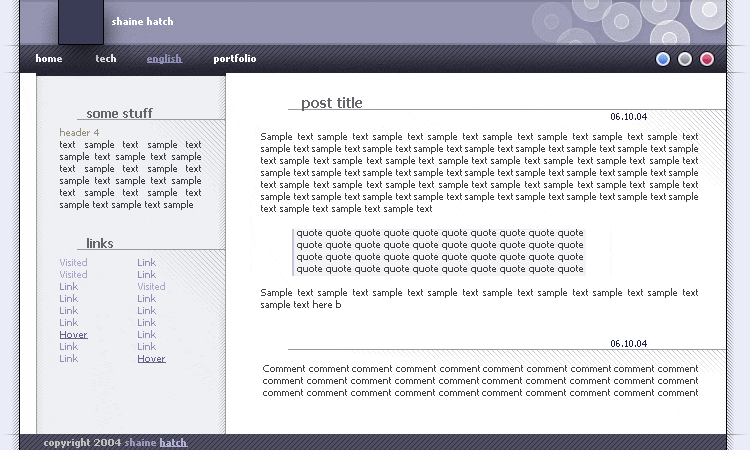 shaine hatch
home tech english portfolio
some stuff
header 4
text sample text sample text
sample text sample text sample
text sample text sample text
sample text sample text sample
text sample text sample text
sample text sample text sample
links
Visited Link
Visited Link
Link Visited
Link Link
Link Link
Link Link
Hover Link
Link Link
Link Hover
post title
06.10.04
Sample text sample text sample text sample text sample text sample text sample text sample text
sample text sample text sample text sample text sample text sample text sample text sample text sample
text sample text sample text sample text sample text sample text sample text sample text sample text
sample text sample text sample text sample text sample text sample text sample text sample text sample
text sample text sample text sample text sample text sample text sample text sample text sample text
sample text sample text sample text sample text sample text sample text sample text sample text sample
text sample text sample text sample text
quote quote quote quote quote quote quote quote quote quote
quote quote quote quote quote quote quote quote quote quote
quote quote quote quote quote quote quote quote quote quote
quote quote quote quote quote quote quote quote quote quote
Sample text sample text sample text sample text sample text sample text sample text sample text
sample text here b
06.10.04
Comment comment comment comment comment comment comment comment comment comment
comment comment comment comment comment comment comment comment comment comment
comment comment comment comment comment comment comment comment comment comment
copyright 2004 shaine hatch